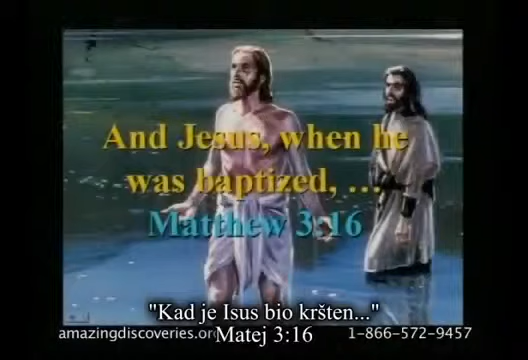 And Jesus, when he
was baptized, ...
Matthew 3:16
"Kad je Isus bio kršten..."
amazingdiscoveries.org Matej 3:16 1-866-572-9457